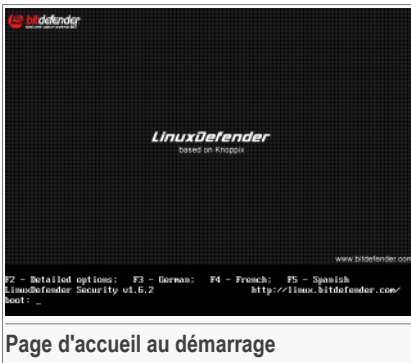 bitdefender
LinuxDefender
based on Knoppix
www.bitdefender.com
F2 - Detailed options; F3 - German; F4 - French; F5 - Spanish
LinuxDefender Security v1.6.2 http://linux.bitdefender.com/
boot: _
Page d'accueil au démarrage